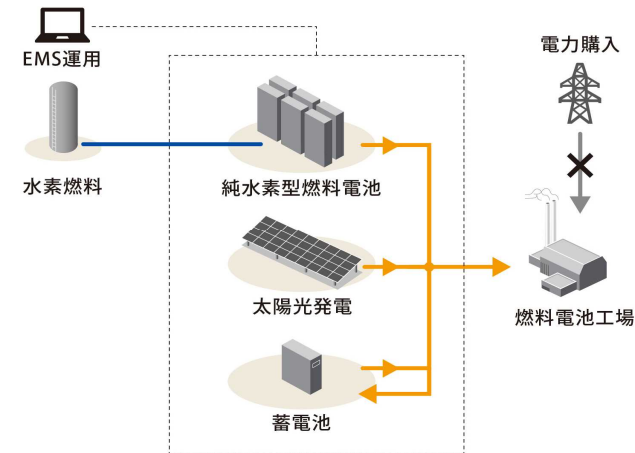 EMS運用
電力購入
水素燃料
純水素型燃料電池
太陽光発電
燃料電池工場
蓄電池